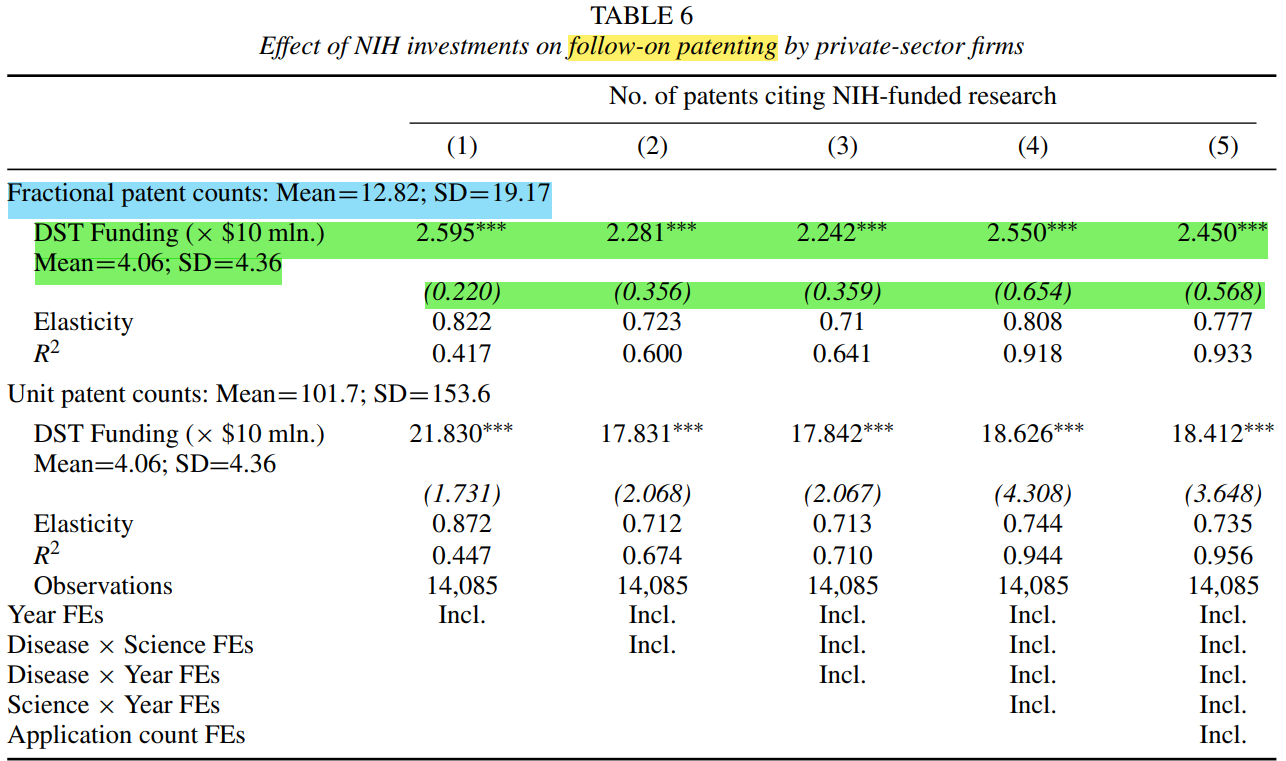 TABLE 6
Effect of NIH investments on follow-on patenting by private-sector firms
No. of patents citing NIH-funded research
(1) (2) (3) (4) (5)
Fractional patent counts: Mean=12.82; SD=19.17
DST Funding (× $10 mln.) 2.595*** 2.281*** 2.242*** 2.550*** 2.450***
Mean=4.06; SD=4.36
(0.220) (0.356) (0.359) (0.654) (0.568)
Elasticity 0.822 0.723 0.71 0.808 0.777
R² 0.417 0.600 0.641 0.918 0.933
Unit patent counts: Mean=101.7; SD=153.6
DST Funding (× $10 mln.) 21.830*** 17.831*** 17.842*** 18.626*** 18.412***
Mean=4.06; SD=4.36
(1.731) (2.068) (2.067) (4.308) (3.648)
Elasticity 0.872 0.712 0.713 0.744 0.735
R² 0.447 0.674 0.710 0.944 0.956
Observations 14,085 14,085 14,085 14,085 14,085
Year FEs Incl. Incl. Incl. Incl. Incl.
Disease × Science FEs Incl. Incl. Incl. Incl.
Disease × Year FEs Incl. Incl. Incl.
Science × Year FEs Incl. Incl.
Application count FEs Incl.